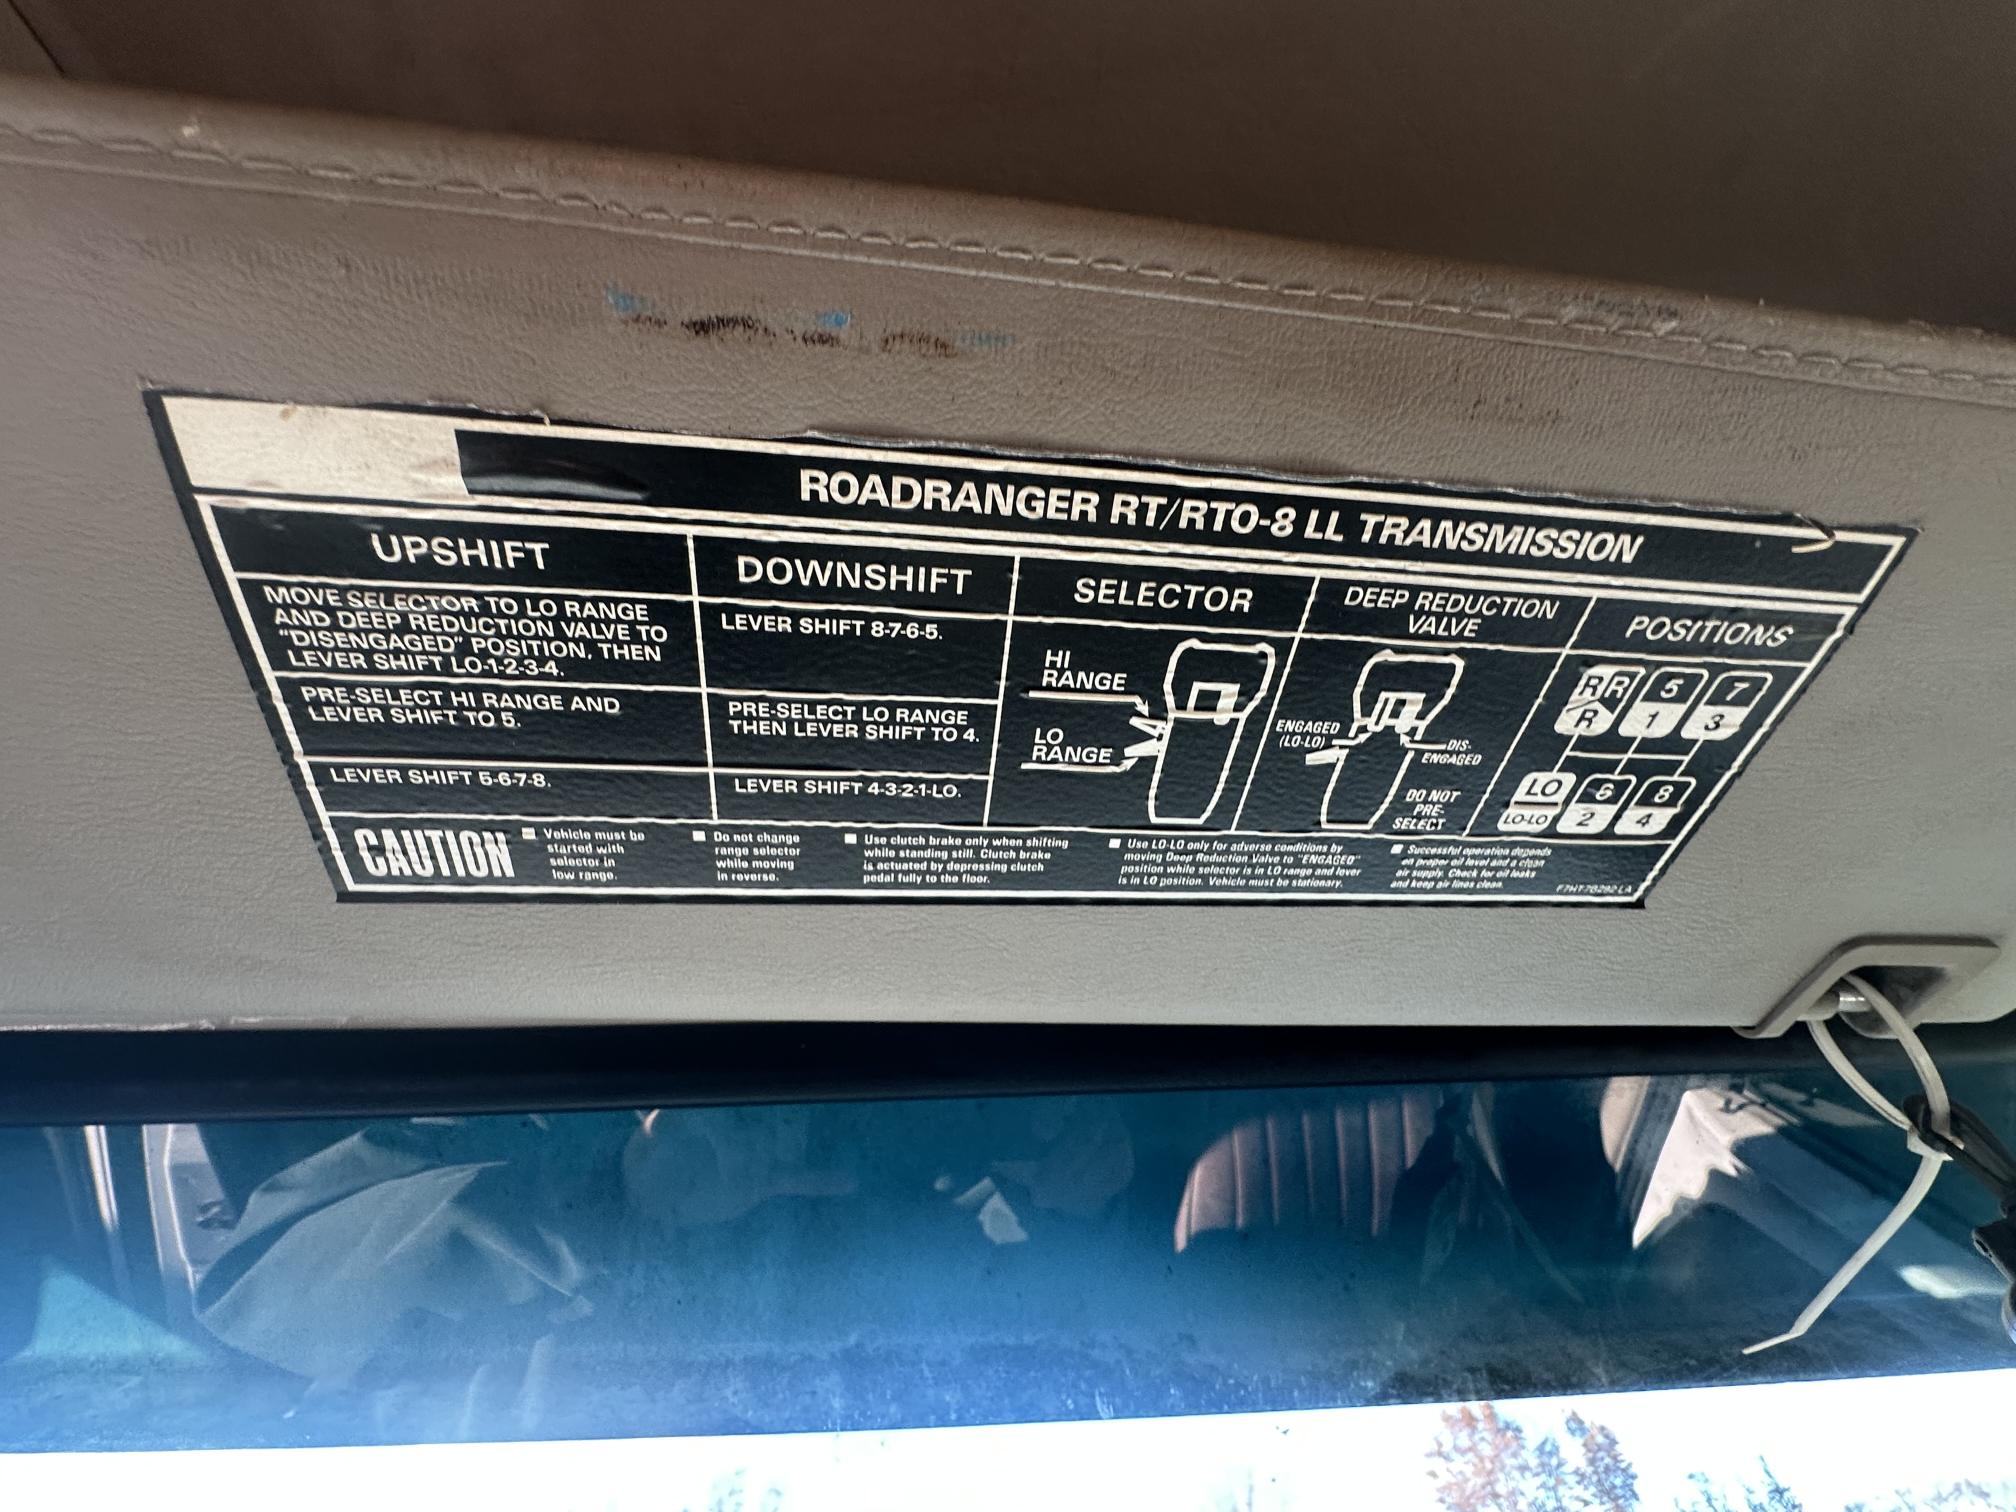 ROADRANGER RT/RTO-8 LL TRANSMISSION
UPSHIFT
MOVE SELECTOR TO LO RANGE
AND DEEP REDUCTION VALVE TO
"DISENGAGED" POSITION, THEN
LEVER SHIFT LO-1-2-3-4.
PRE-SELECT HI RANGE AND
LEVER SHIFT TO 5.
LEVER SHIFT 5-6-7-8.
DOWNSHIFT
LEVER SHIFT 8-7-6-5.
PRE-SELECT LO RANGE
THEN LEVER SHIFT TO 4.
LEVER SHIFT 4-3-2-1-LO.
SELECTOR
HI
RANGE
LO
RANGE
DEEP REDUCTION
VALVE
ENGAGED
(LO-LO)
DIS-
ENGAGED
DO NOT
PRE-
SELECT
POSITIONS
R R 5 7
R 1 3
LO 6 8
LO-LO 2 4
CAUTION
Vehicle must be
started with
selector in
low range.
Do not change
range selector
while moving
in reverse.
Use clutch brake only when shifting
while standing still. Clutch brake
is actuated by depressing clutch
pedal fully to the floor.
Use LO-LO only for adverse conditions by
moving Deep Reduction Valve to "ENGAGED"
position while selector is in LO range and lever
is in LO position. Vehicle must be stationary.
Successful operation depends
on proper oil level and a clean
air supply. Check for oil leaks
and keep air lines clean.
F7HT-7B292-LA